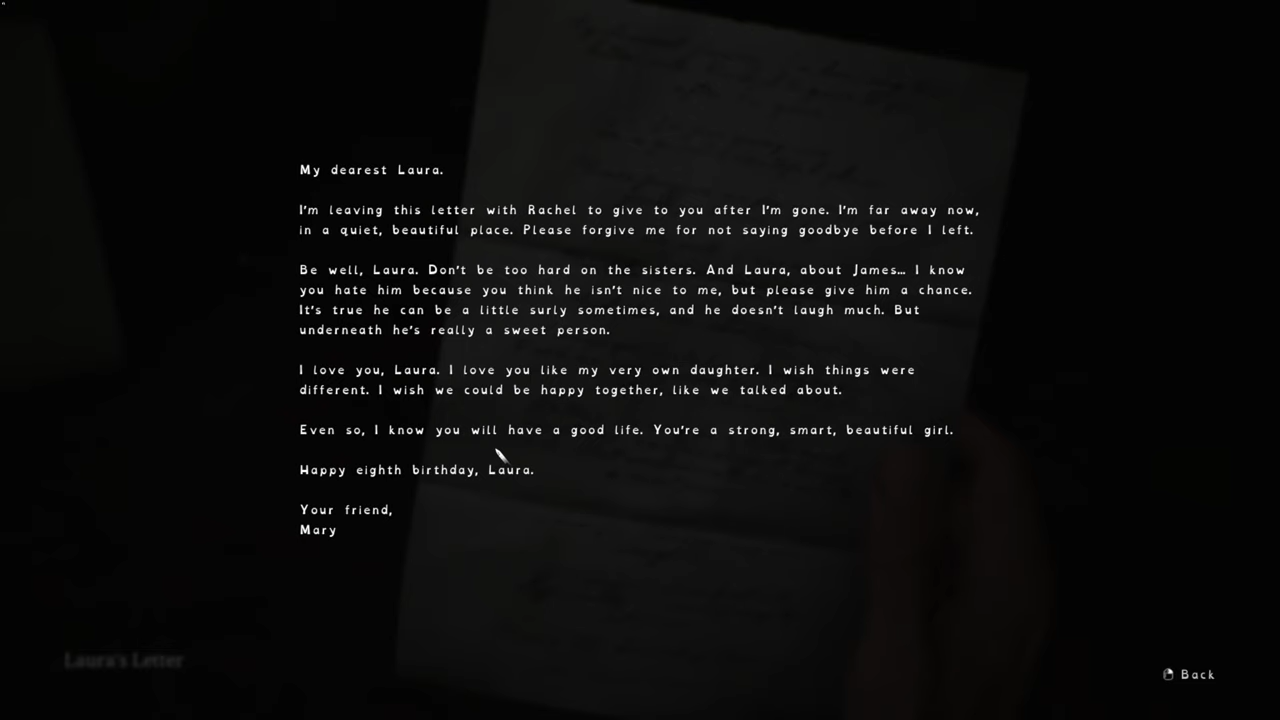 My dearest Laura.
I'm leaving this letter with Rachel to give to you after I'm gone. I'm far away now,
in a quiet, beautiful place. Please forgive me for not saying goodbye before I left.
Be well, Laura. Don't be too hard on the sisters. And Laura, about James… I know
you hate him because you think he isn't nice to me, but please give him a chance.
It's true he can be a little surly sometimes, and he doesn't laugh much. But
underneath he's really a sweet person.
I love you, Laura. I love you like my very own daughter. I wish things were
different. I wish we could be happy together, like we talked about.
Even so, I know you will have a good life. You're a strong, smart, beautiful girl.
Happy eighth birthday, Laura.
Your friend,
Mary
Laura's Letter
Back